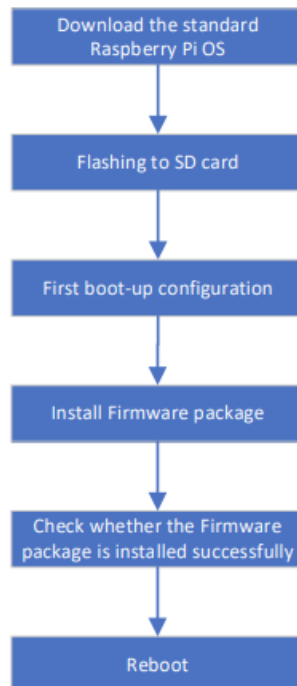 Download the standard
Raspberry Pi OS
Flashing to SD card
First boot-up configuration
Install Firmware package
Check whether the Firmware
package is installed successfully
Reboot